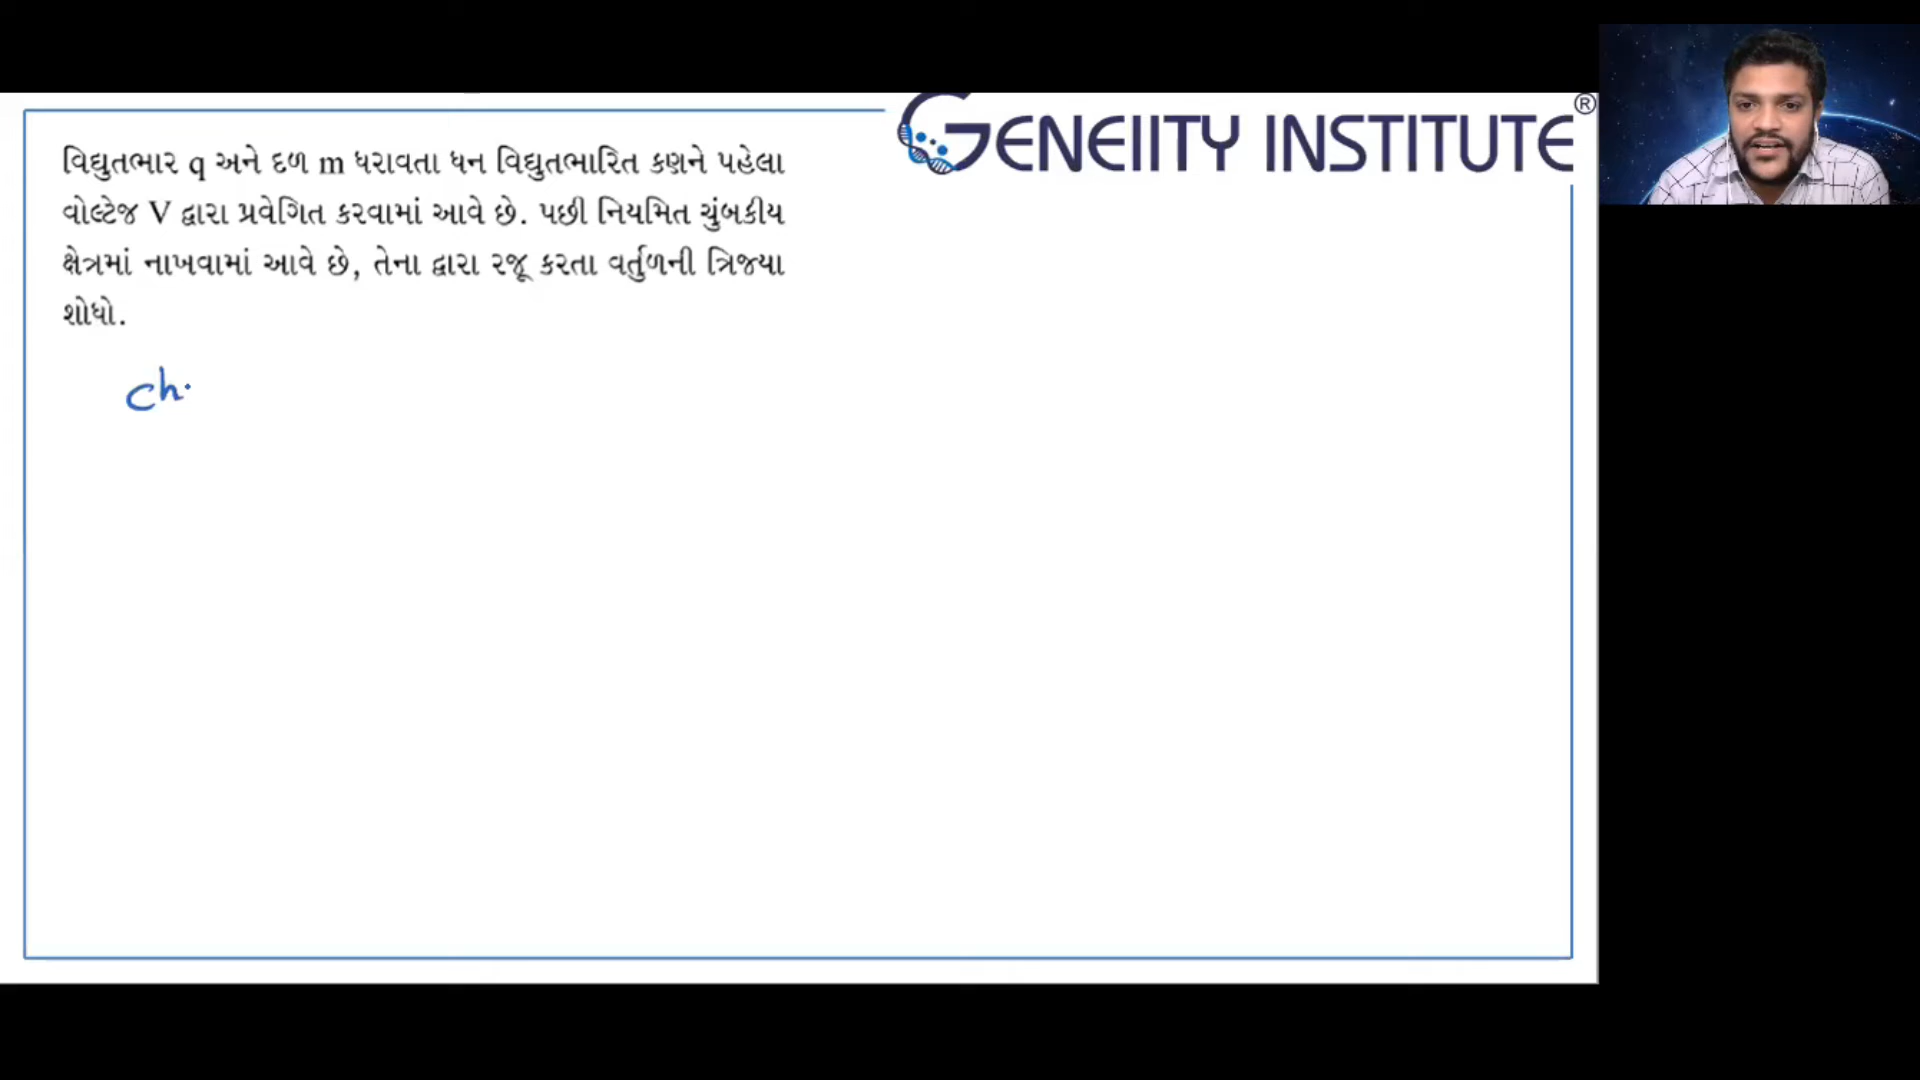 GENEIITY INSTITUTE®
વિદ્યુતભાર q અને દળ m ધરાવતા ધન વિદ્યુતભારિત કણને પહેલા
વોલ્ટેજ V દ્વારા પ્રવેગિત કરવામાં આવે છે. પછી નિયમિત ચુંબકીય
ક્ષેત્રમાં નાખવામાં આવે છે, તેના દ્વારા રજૂ કરતા વર્તુળની ત્રિજ્યા
શોધો.
ch